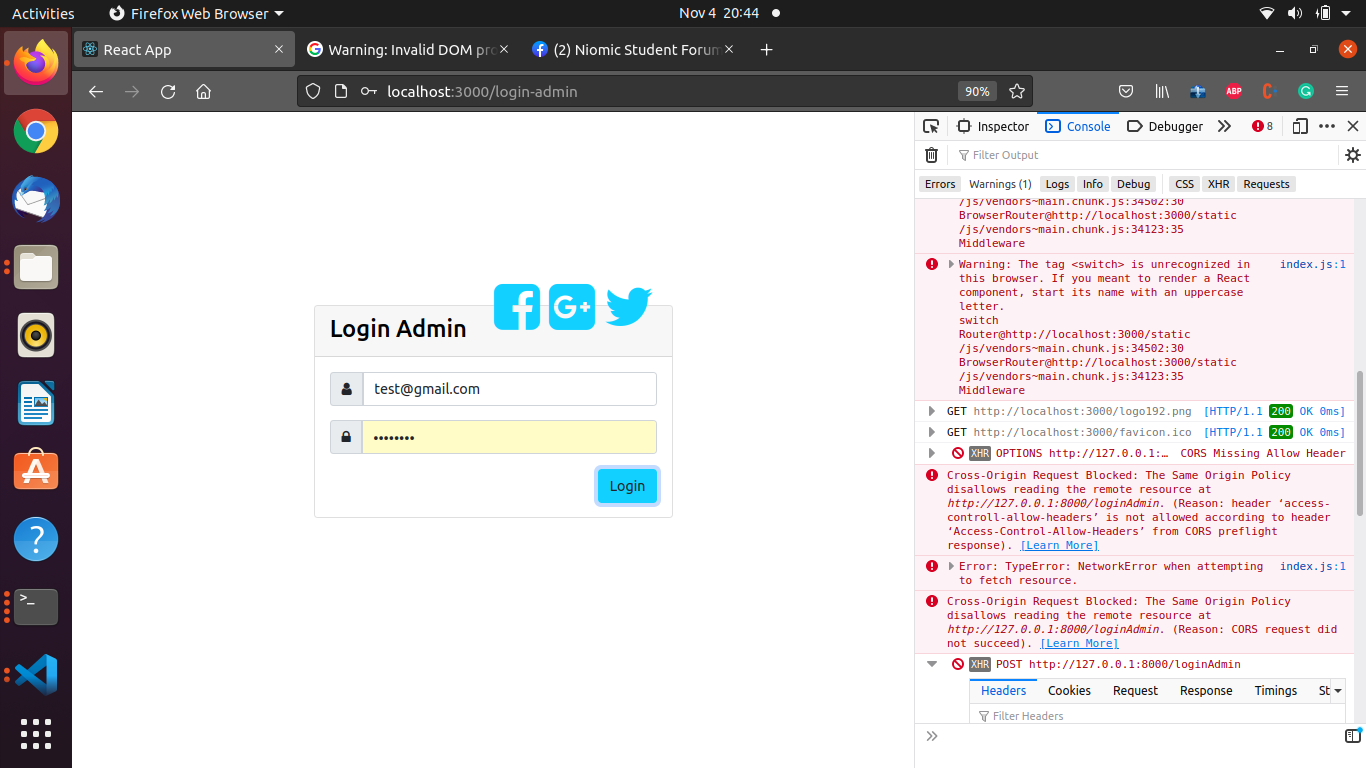 Activities
Firefox Web Browser
Nov 4 20:44
React App
Warning: Invalid DOM pro
(2) Niomic Student Forum
localhost:3000/login-admin
90%
ABP
Inspector
Console
Debugger
8
Filter Output
Errors
Warnings (1)
Logs
Info
Debug
CSS
XHR
Requests
/js/vendors~main.chunk.js:34502:30
BrowserRouter@http://localhost:3000/static
/js/vendors~main.chunk.js:34123:35
Middleware
Warning: The tag <switch> is unrecognized in index.js:1
this browser. If you meant to render a React
component, start its name with an uppercase
letter.
switch
Router@http://localhost:3000/static
/js/vendors~main.chunk.js:34502:30
BrowserRouter@http://localhost:3000/static
/js/vendors~main.chunk.js:34123:35
Middleware
GET http://localhost:3000/logo192.png [HTTP/1.1 200 OK 0ms]
GET http://localhost:3000/favicon.ico [HTTP/1.1 200 OK 0ms]
XHR OPTIONS http://127.0.0.1:… CORS Missing Allow Header
Cross-Origin Request Blocked: The Same Origin Policy
disallows reading the remote resource at
http://127.0.0.1:8000/loginAdmin. (Reason: header ‘access-
controll-allow-headers’ is not allowed according to header
‘Access-Control-Allow-Headers’ from CORS preflight
response). [Learn More]
Error: TypeError: NetworkError when attempting index.js:1
to fetch resource.
Cross-Origin Request Blocked: The Same Origin Policy
disallows reading the remote resource at
http://127.0.0.1:8000/loginAdmin. (Reason: CORS request did
not succeed). [Learn More]
XHR POST http://127.0.0.1:8000/loginAdmin
Headers
Cookies
Request
Response
Timings
St
Filter Headers
Login Admin
test@gmail.com
Login